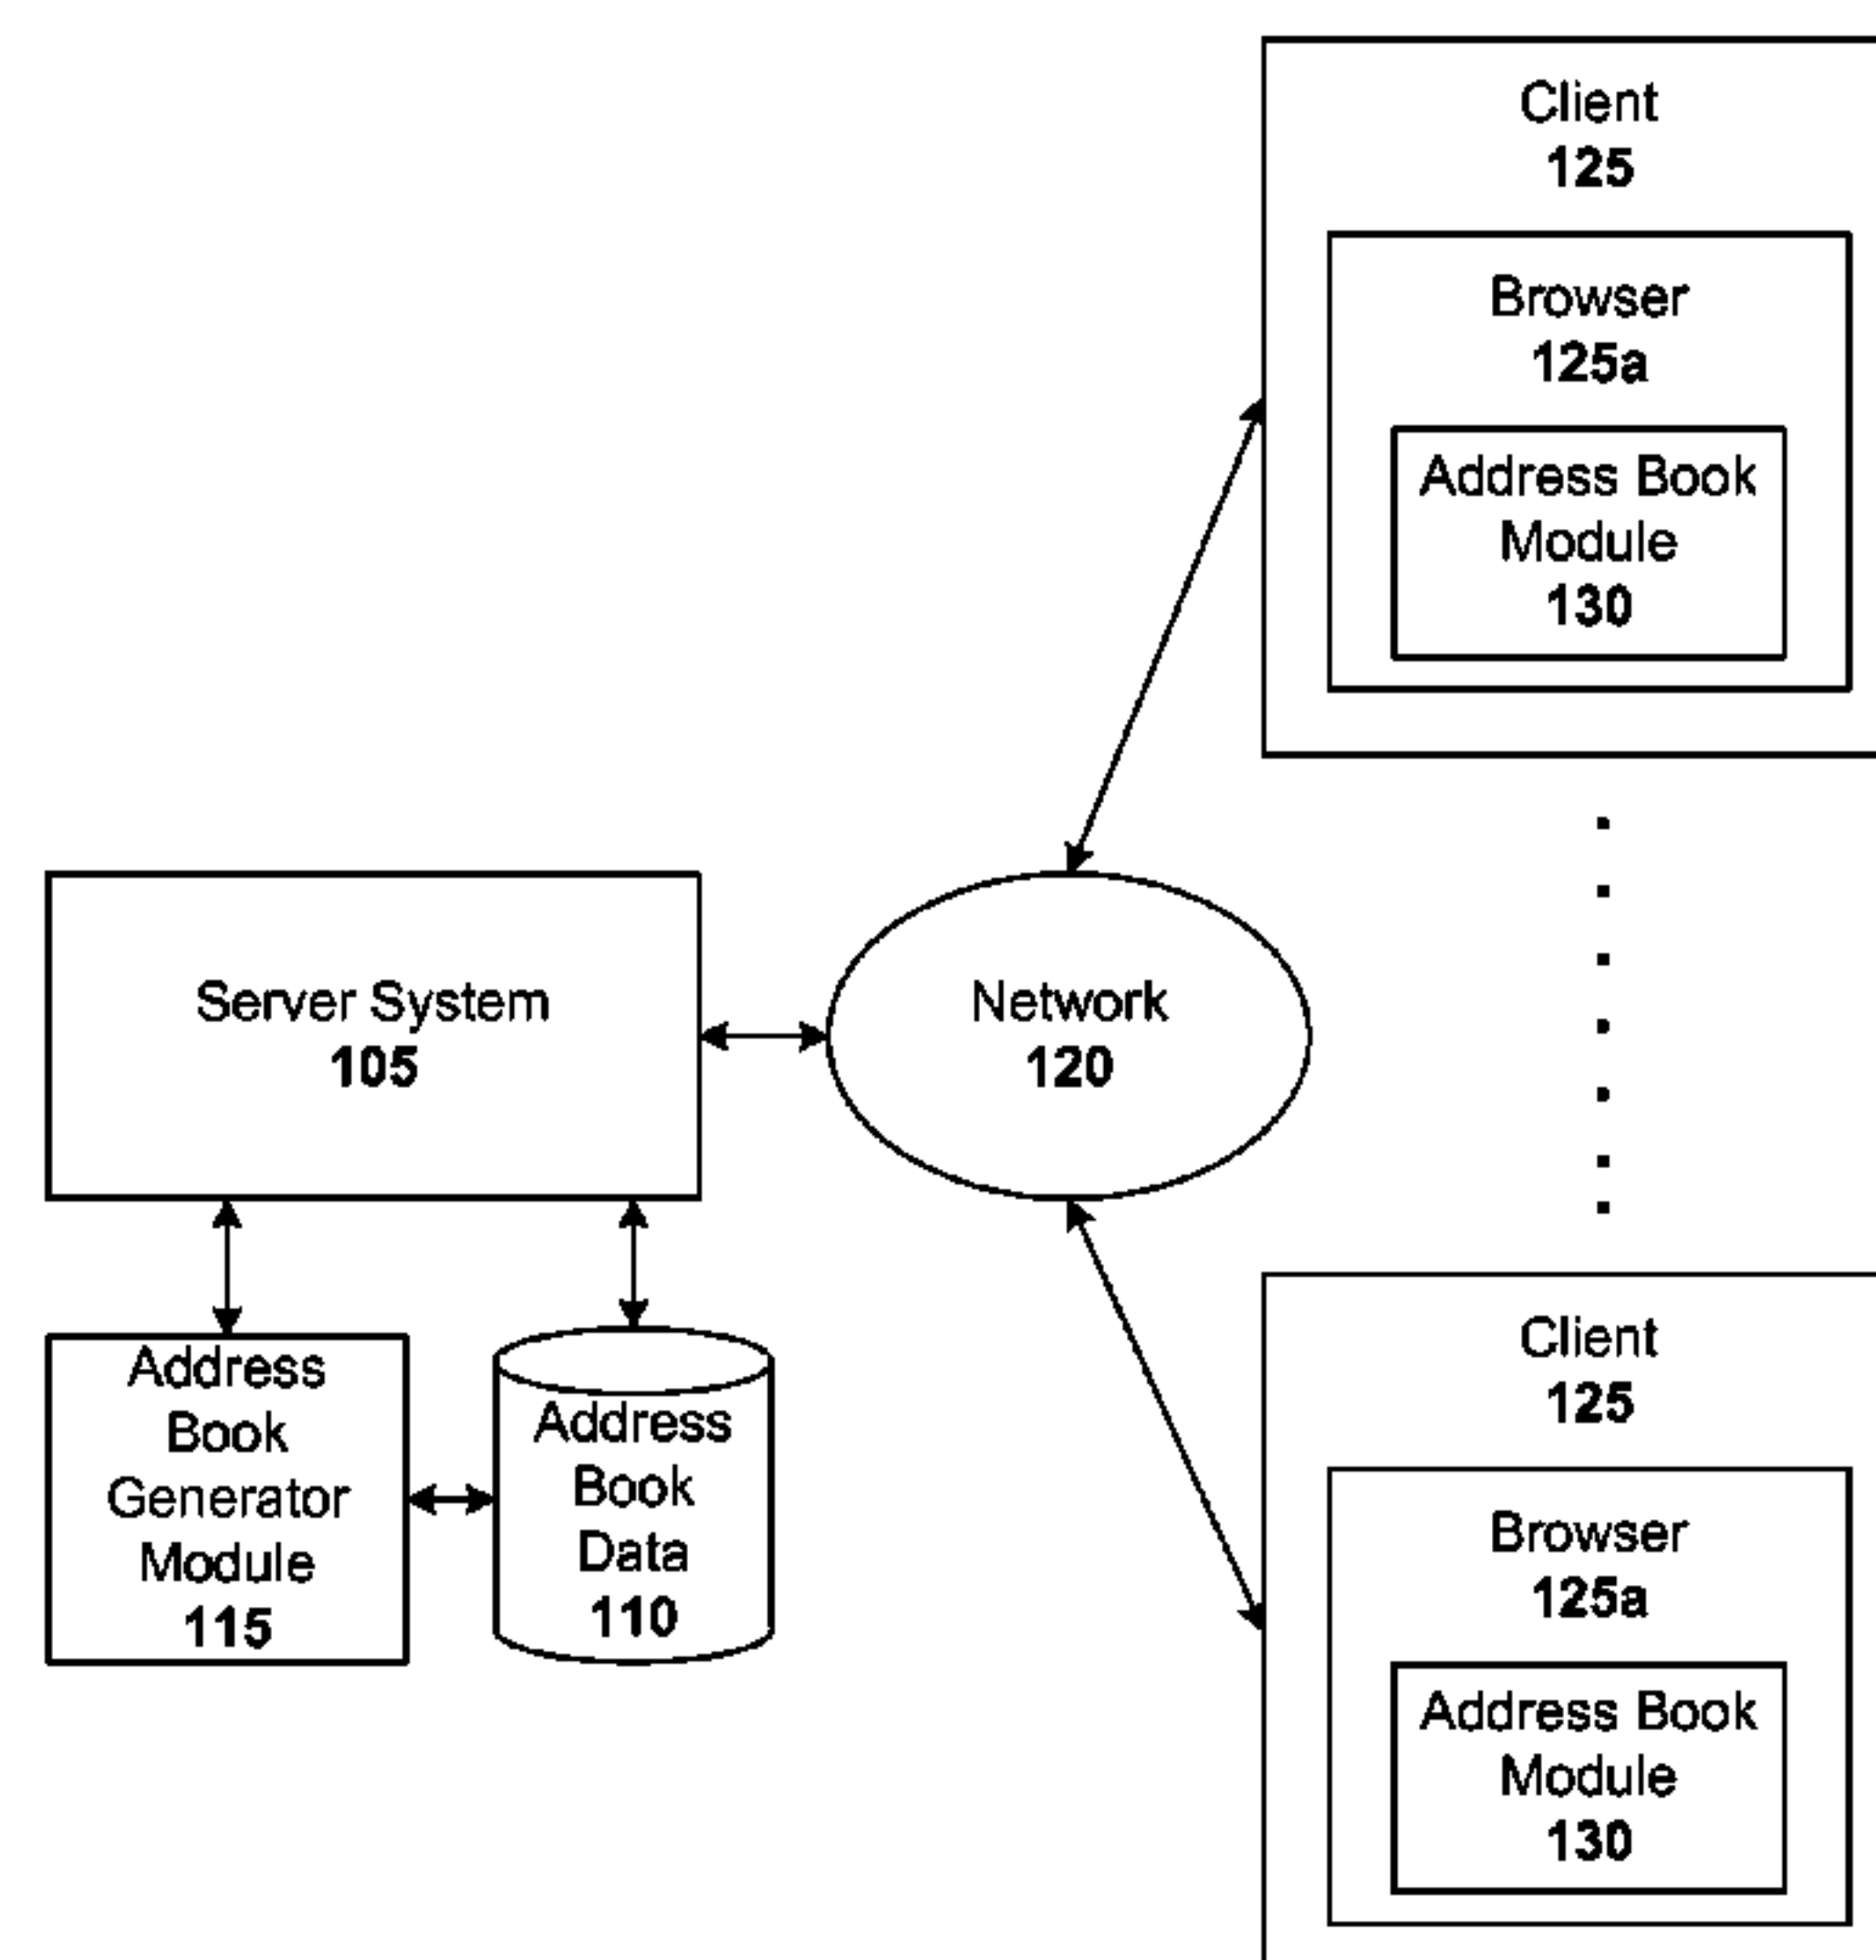 Client
125
Browser
125a
Address Book
Module
130
Server System
105
Network
120
Address
Book
Generator
Module
115
Address
Book
Data
110
Client
125
Browser
125a
Address Book
Module
130